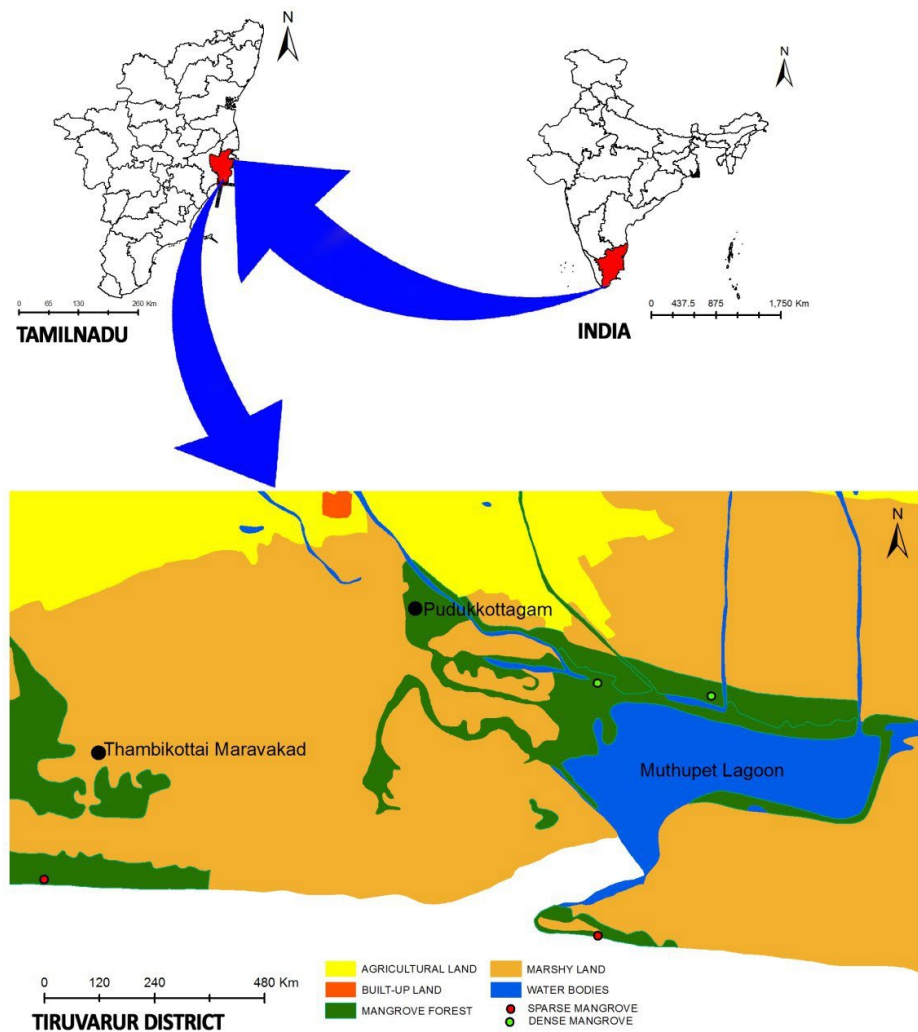 N
N
0 65 130 260 Km
TAMILNADU
0 437.5 875 1,750 Km
INDIA
N
Pudukkottagam
Thambikottai Maravakad
Muthupet Lagoon
0 120 240 480 Km
TIRUVARUR DISTRICT
AGRICULTURAL LAND
BUILT-UP LAND
MANGROVE FOREST
MARSHY LAND
WATER BODIES
SPARSE MANGROVE
DENSE MANGROVE